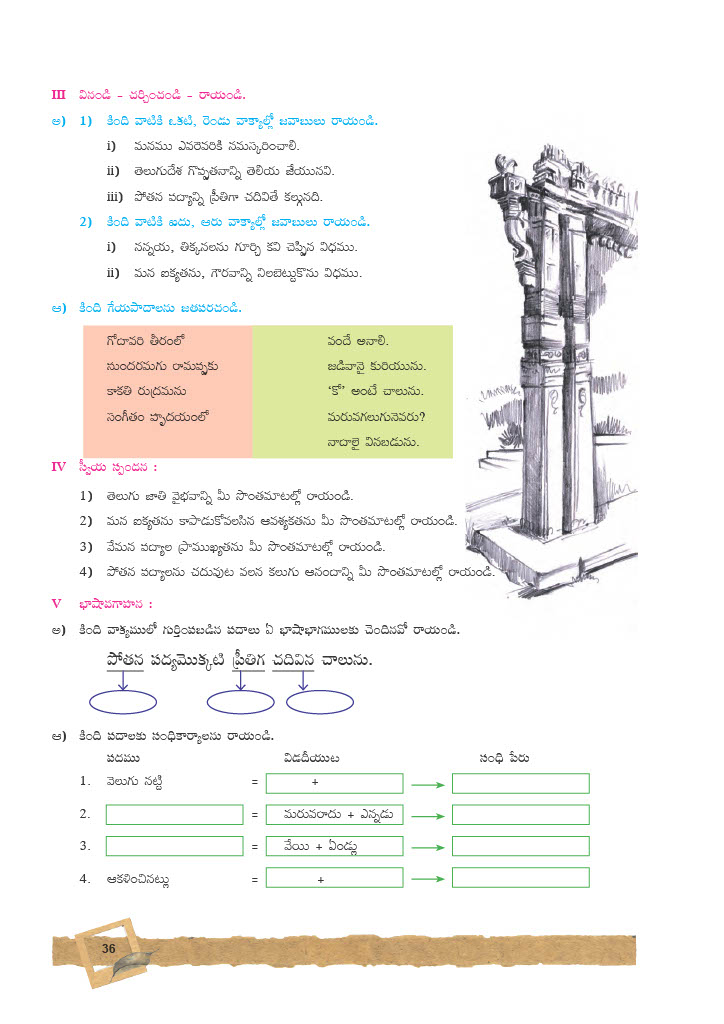 III వినండి – చర్చించండి – రాయండి.
అ) 1) కింది వాటికి ఒకటి, రెండు వాక్యాల్లో జవాబులు రాయండి.
i) మనము ఎవరెవరికి నమస్కరించాలి.
ii) తెలుగుదేశ గొప్పతనాన్ని తెలియ జేయునవి.
iii) పోతన పద్యాన్ని ప్రీతిగా చదివితే కల్గునది.
2) కింది వాటికి ఐదు, ఆరు వాక్యాల్లో జవాబులు రాయండి.
i) నన్నయ, తిక్కనలను గూర్చి కవి చెప్పిన విధము.
ii) మన ఐక్యతను, గౌరవాన్ని నిలబెట్టుకొను విధము.
ఆ) కింది గేయపాదాలను జతపరచండి.
గోదావరి తీరంలో వందే అనాలి.
సుందరమగు రామప్పకు జడివానై కురియును.
కాకతి రుద్రమను ‘కో’ అంటే చాలును.
సంగీతం హృదయంలో మరువగలుగునెవరు?
నాదాలై వినబడును.
IV స్వీయ స్పందన :
1) తెలుగు జాతి వైభవాన్ని మీ సొంతమాటల్లో రాయండి.
2) మన ఐక్యతను కాపాడుకోవలసిన ఆవశ్యకతను మీ సొంతమాటల్లో రాయండి.
3) వేమన పద్యాల ప్రాముఖ్యతను మీ సొంతమాటల్లో రాయండి.
4) పోతన పద్యాలను చదువుట వలన కలుగు ఆనందాన్ని మీ సొంతమాటల్లో రాయండి.
V భాషావగాహన :
అ) కింది వాక్యములో గుర్తింపబడిన పదాలు ఏ భాషాభాగములకు చెందినవో రాయండి.
పోతన పద్యమొక్కటి ప్రీతిగ చదివిన చాలును.
ఆ) కింది పదాలకు సంధికార్యాలను రాయండి.
పదము విడదీయుట సంధి పేరు
1. వెలుగు నట్టి = +
2. = మరువరాదు + ఎన్నడు
3. = వేయి + ఏండ్లు
4. ఆకళించినట్లు = +
36